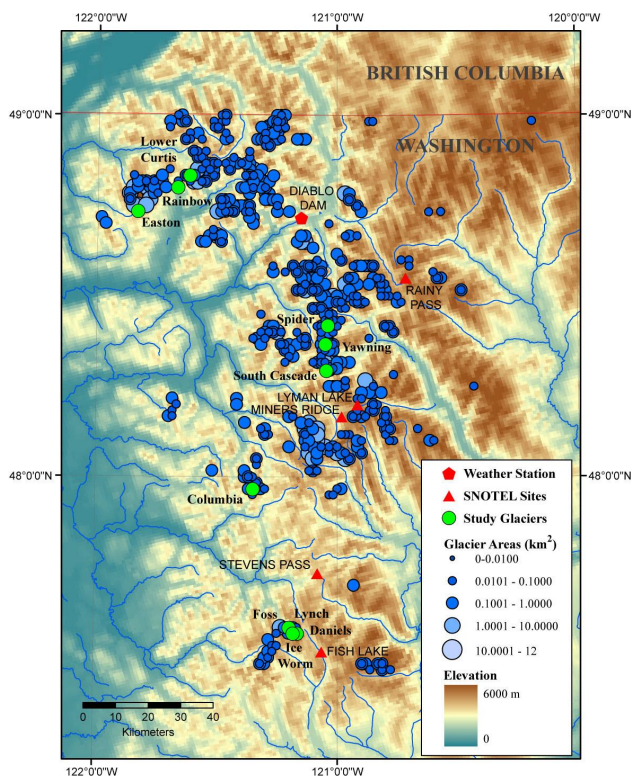 122°0'0"W
121°0'0"W
120°0'0"W
BRITISH COLUMBIA
49°0'0"N
49°0'0"N
WASHINGTON
Lower
Curtis
Rainbow
Easton
DIABLO
DAM
RAINY
PASS
Spider
Yawning
South Cascade
LYMAN LAKE
MINERS RIDGE
48°0'0"N
48°0'0"N
Columbia
STEVENS PASS
Foss
Lynch
Daniels
Ice
Worm
FISH LAKE
Weather Station
SNOTEL Sites
Study Glaciers
Glacier Areas (km²)
0-0.0100
0.0101 - 0.1000
0.1001 - 1.0000
1.0001 - 10.0000
10.0001 - 12
Elevation
6000 m
0
0 10 20 30 40
Kilometers
122°0'0"W
121°0'0"W